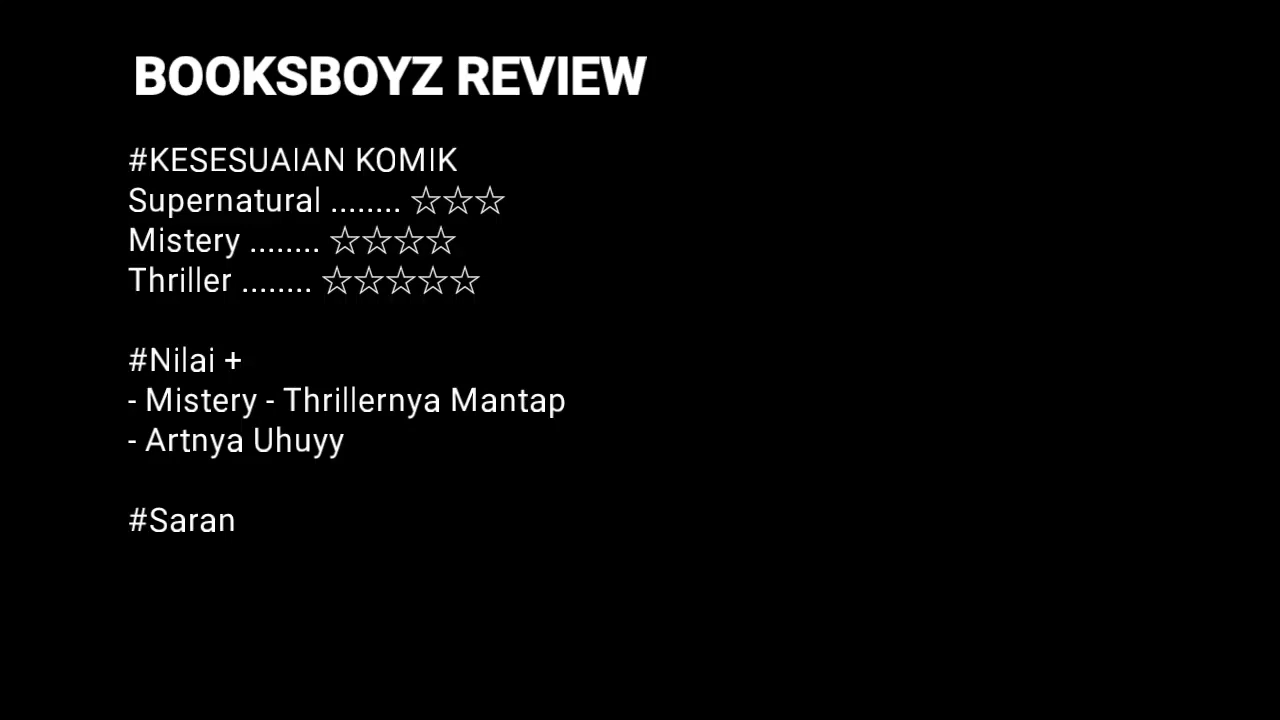 BOOKSBOYZ REVIEW
#KESESUAIAN KOMIK
Supernatural ........ ☆☆☆
Mistery ........ ☆☆☆☆
Thriller ........ ☆☆☆☆☆
#Nilai +
- Mistery - Thrillernya Mantap
- Artnya Uhuyy
#Saran